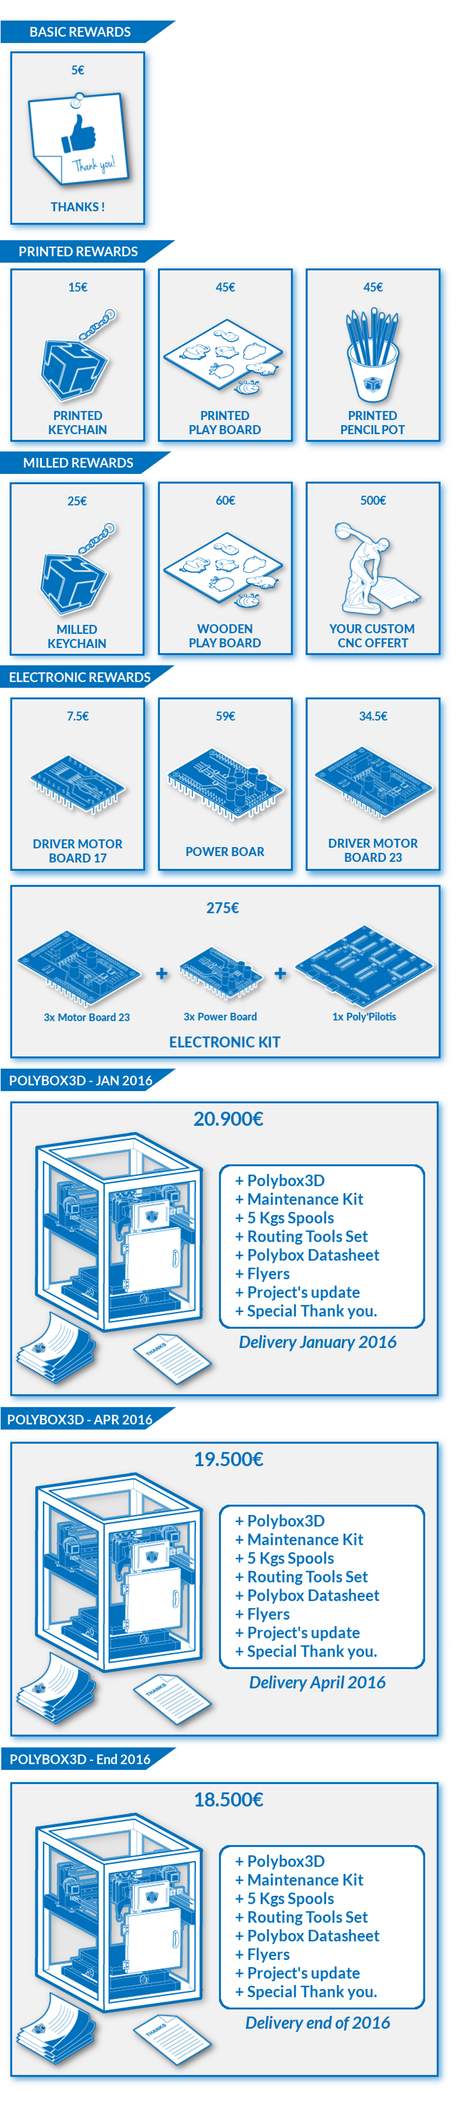 BASIC REWARDS
5€
Thank you!
THANKS !
PRINTED REWARDS
15€
PRINTED
KEYCHAIN
45€
PRINTED
PLAY BOARD
45€
PRINTED
PENCIL POT
MILLED REWARDS
25€
MILLED
KEYCHAIN
60€
WOODEN
PLAY BOARD
500€
YOUR CUSTOM
CNC OFFERT
ELECTRONIC REWARDS
7.5€
DRIVER MOTOR
BOARD 17
59€
POWER BOAR
34.5€
DRIVER MOTOR
BOARD 23
275€
+ +
3x Motor Board 23
3x Power Board
1x Poly'Pilotis
ELECTRONIC KIT
POLYBOX3D - JAN 2016
20.900€
+ Polybox3D
+ Maintenance Kit
+ 5 Kgs Spools
+ Routing Tools Set
+ Polybox Datasheet
+ Flyers
+ Project's update
+ Special Thank you.
Delivery January 2016
THANKS
POLYBOX3D - APR 2016
19.500€
+ Polybox3D
+ Maintenance Kit
+ 5 Kgs Spools
+ Routing Tools Set
+ Polybox Datasheet
+ Flyers
+ Project's update
+ Special Thank you.
Delivery April 2016
THANKS
POLYBOX3D - End 2016
18.500€
+ Polybox3D
+ Maintenance Kit
+ 5 Kgs Spools
+ Routing Tools Set
+ Polybox Datasheet
+ Flyers
+ Project's update
+ Special Thank you.
Delivery end of 2016
THANKS